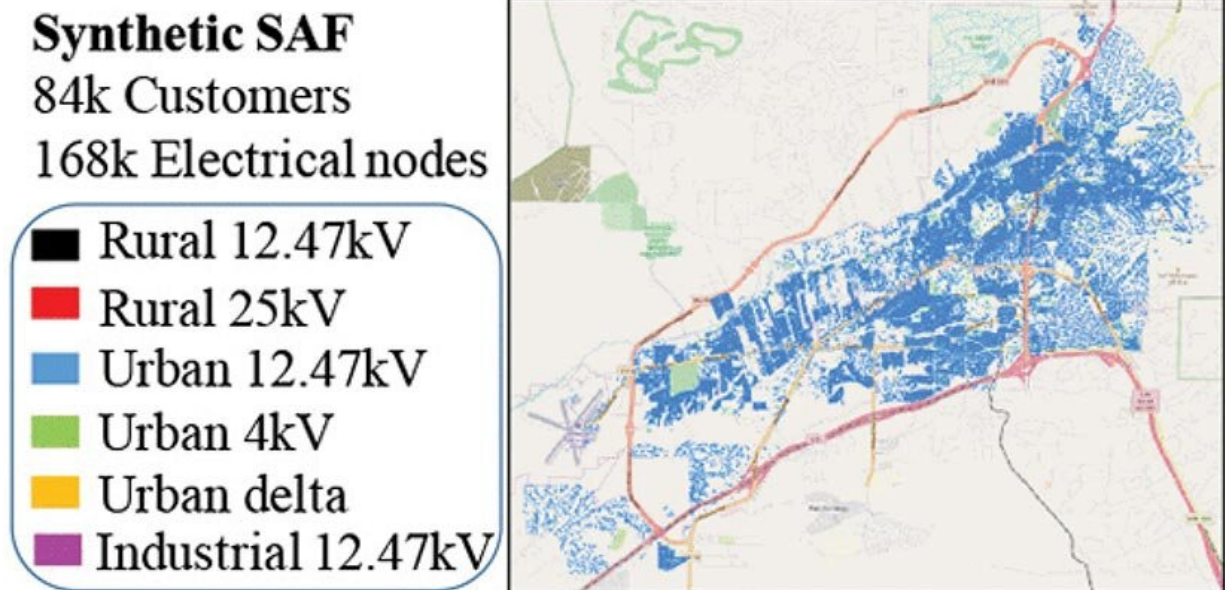 Synthetic SAF
84k Customers
168k Electrical nodes
Rural 12.47kV
Rural 25kV
Urban 12.47kV
Urban 4kV
Urban delta
Industrial 12.47kV